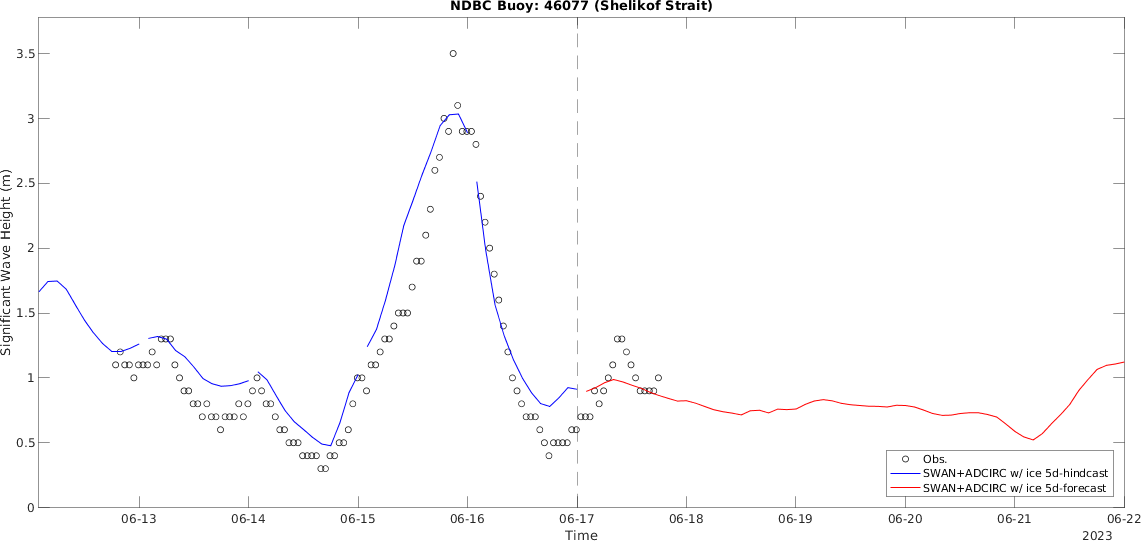 NDBC Buoy: 46077 (Shelikof Strait)
Significant Wave Height (m)
3.5
3
2.5
2
1.5
1
0.5
0
Obs.
SWAN+ADCIRC w/ ice 5d-hindcast
SWAN+ADCIRC w/ ice 5d-forecast
06-13 06-14 06-15 06-16 06-17 06-18 06-19 06-20 06-21 06-22
Time
2023